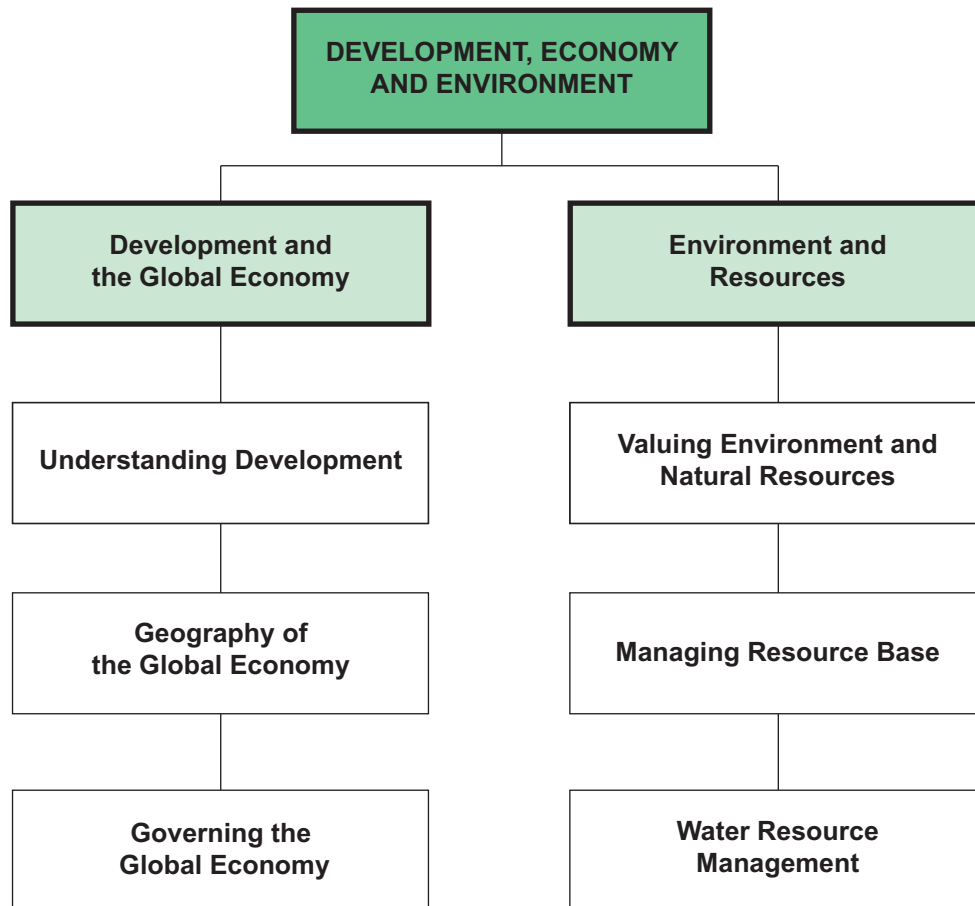 DEVELOPMENT, ECONOMY
AND ENVIRONMENT
Development and
the Global Economy
Environment and
Resources
Understanding Development
Valuing Environment and
Natural Resources
Geography of
the Global Economy
Managing Resource Base
Governing the
Global Economy
Water Resource
Management